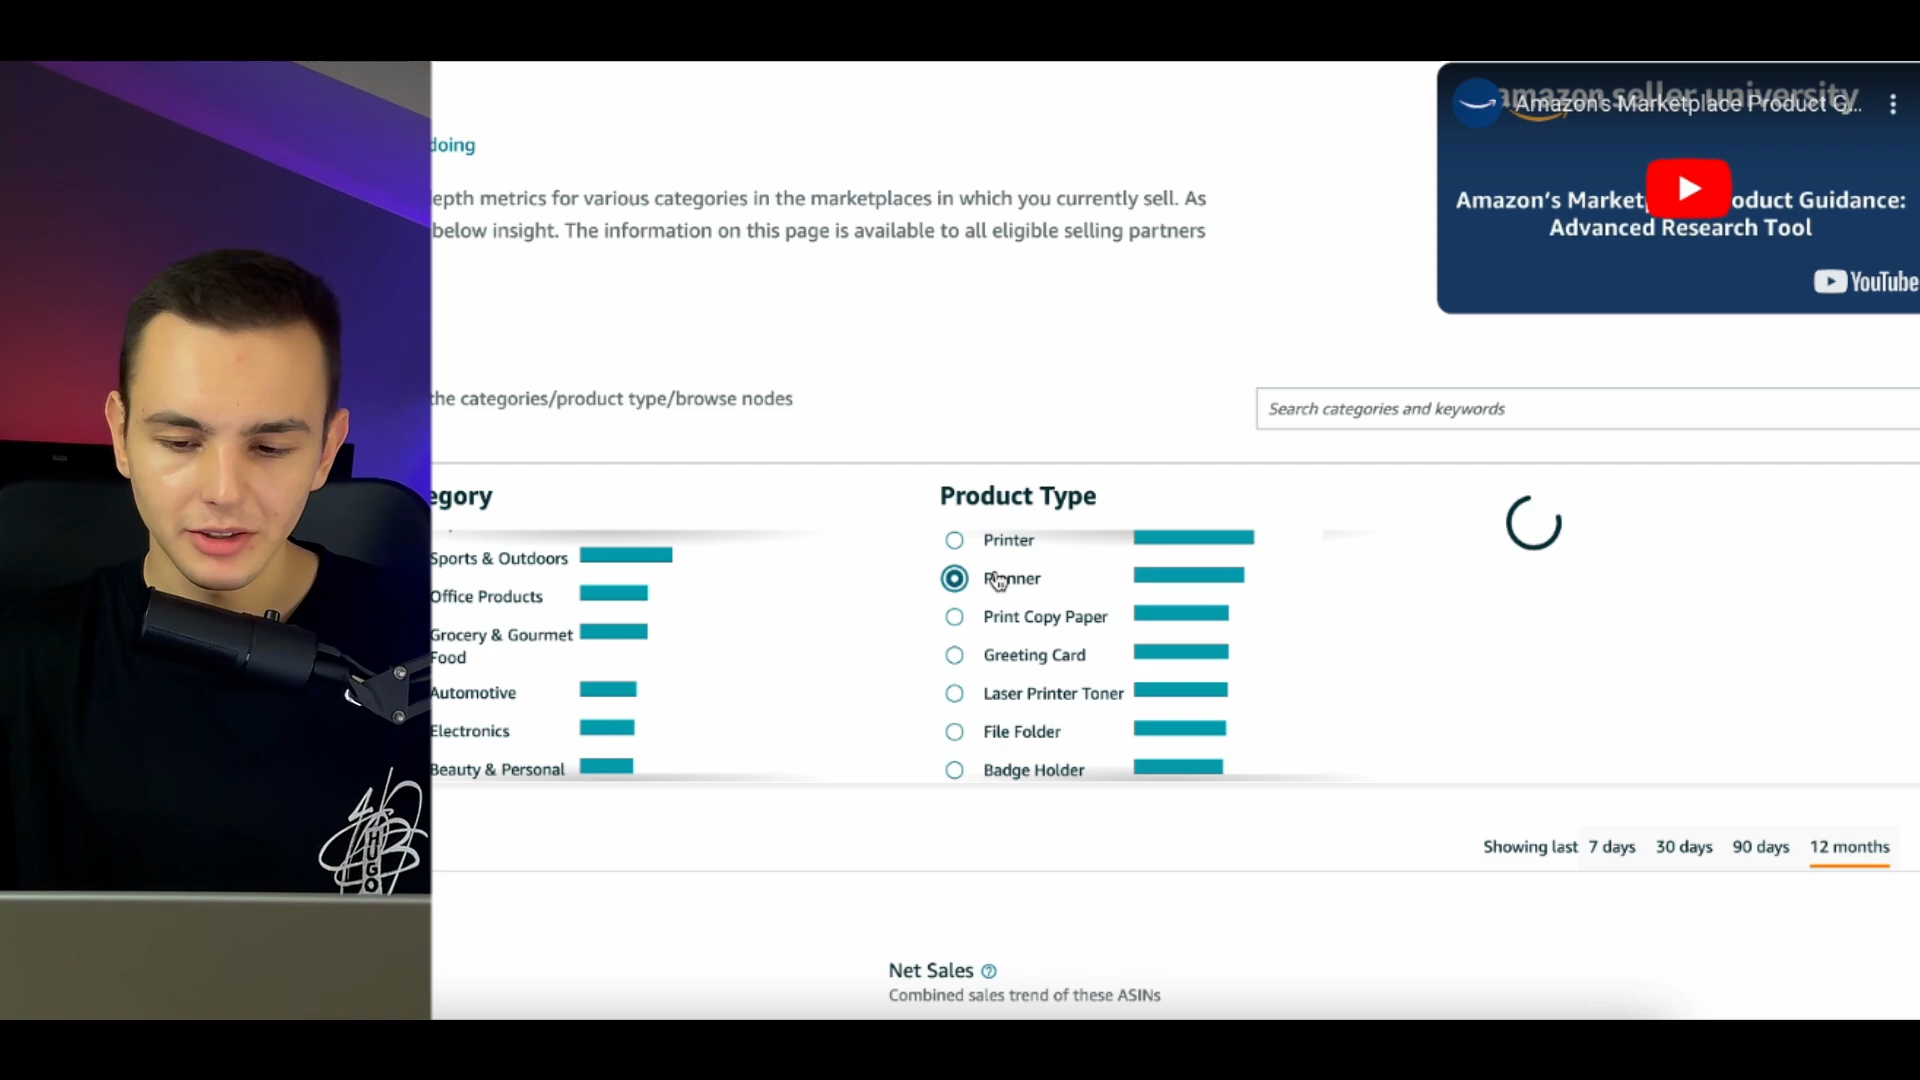 doing
epth metrics for various categories in the marketplaces in which you currently sell. As
below insight. The information on this page is available to all eligible selling partners
amazon seller university
Amazon's Marketplace Product G...
Amazon's Market oduct Guidance:
Advanced Research Tool
YouTube
the categories/product type/browse nodes
Search categories and keywords
egory
Sports & Outdoors
Office Products
Grocery & Gourmet
Food
Automotive
Electronics
Beauty & Personal
Product Type
Printer
Print Copy Paper
Greeting Card
Laser Printer Toner
File Folder
Badge Holder
Showing last 7 days 30 days 90 days 12 months
Net Sales
Combined sales trend of these ASINs
HUGO